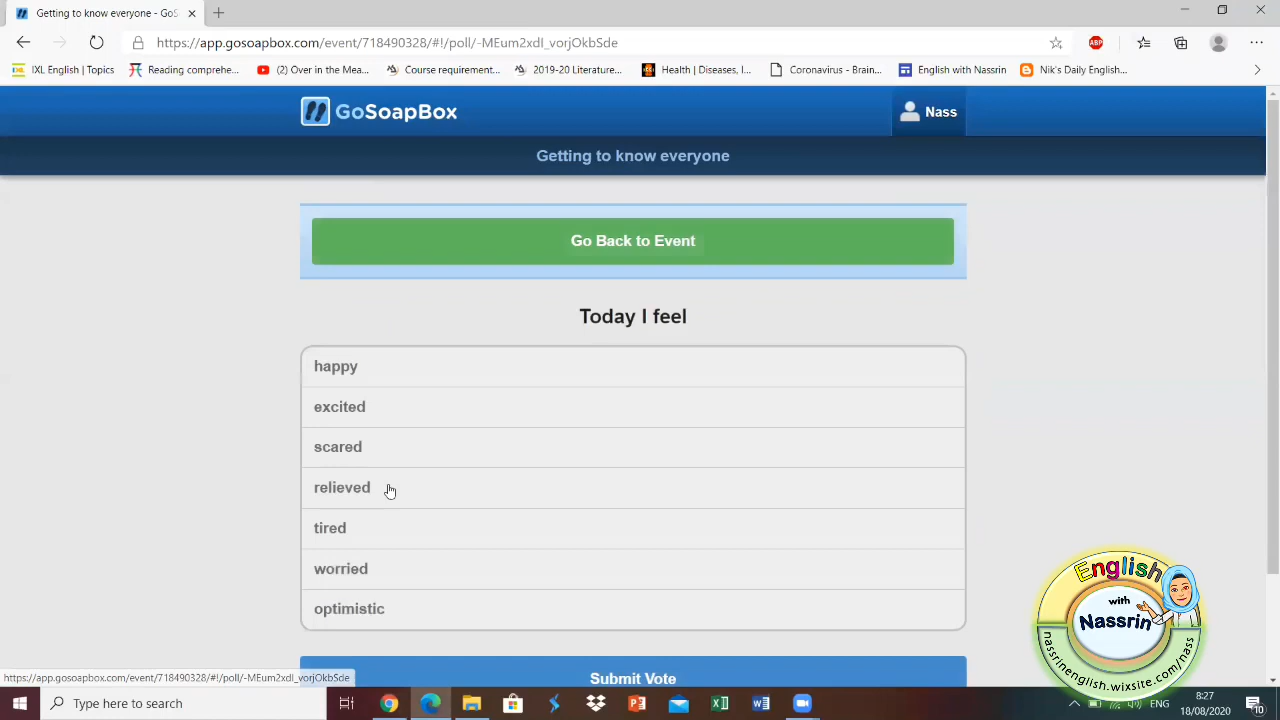 Getting to know everyone - GoS
https://app.gosoapbox.com/event/718490328/#!/poll/-MEum2xdI_vorjOkbSde
ABP
IXL English | Topics
Reading comprehe...
(2) Over in the Mea...
Course requirement...
2019-20 Literature...
Health | Diseases, I...
Coronavirus - Brain...
English with Nassrin
Nik's Daily English...
GoSoapBox
Nass
Getting to know everyone
Go Back to Event
Today I feel
happy
excited
scared
relieved
tired
worried
optimistic
Submit Vote
English
with
Nassrin
nassrinenglish.wixsite.com/nass
https://app.gosoapbox.com/event/718490328/#!/poll/-MEum2xdI_vorjOkbSde
Type here to search
ENG
8:27
18/08/2020